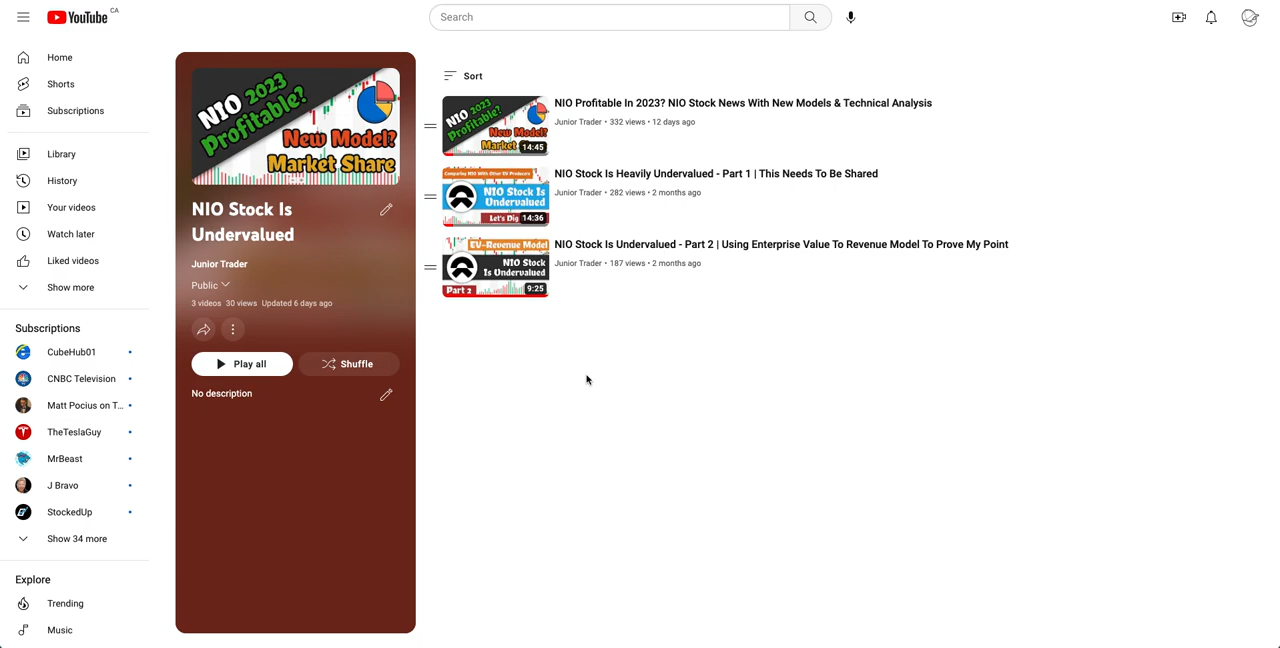 YouTube CA
Search
Home
Shorts
Subscriptions
Library
History
Your videos
Watch later
Liked videos
Show more
Subscriptions
CubeHub01
CNBC Television
Matt Pocius on T...
TheTeslaGuy
MrBeast
J Bravo
StockedUp
Show 34 more
Explore
Trending
Music
NIO 2023
Profitable?
New Model?
Market Share
NIO Stock Is
Undervalued
Junior Trader
Public
3 videos 30 views Updated 6 days ago
Play all
Shuffle
No description
Sort
NIO 2023
Profitable?
New Model?
Market
14:45
NIO Profitable In 2023? NIO Stock News With New Models & Technical Analysis
Junior Trader • 332 views • 12 days ago
Comparing NIO With Other EV Producers
NIO Stock Is
Undervalued
Let's Dig
14:36
NIO Stock Is Heavily Undervalued - Part 1 | This Needs To Be Shared
Junior Trader • 282 views • 2 months ago
EV-Revenue Model
NIO Stock
Is Undervalued
Part 2
9:25
NIO Stock Is Undervalued - Part 2 | Using Enterprise Value To Revenue Model To Prove My Point
Junior Trader • 187 views • 2 months ago